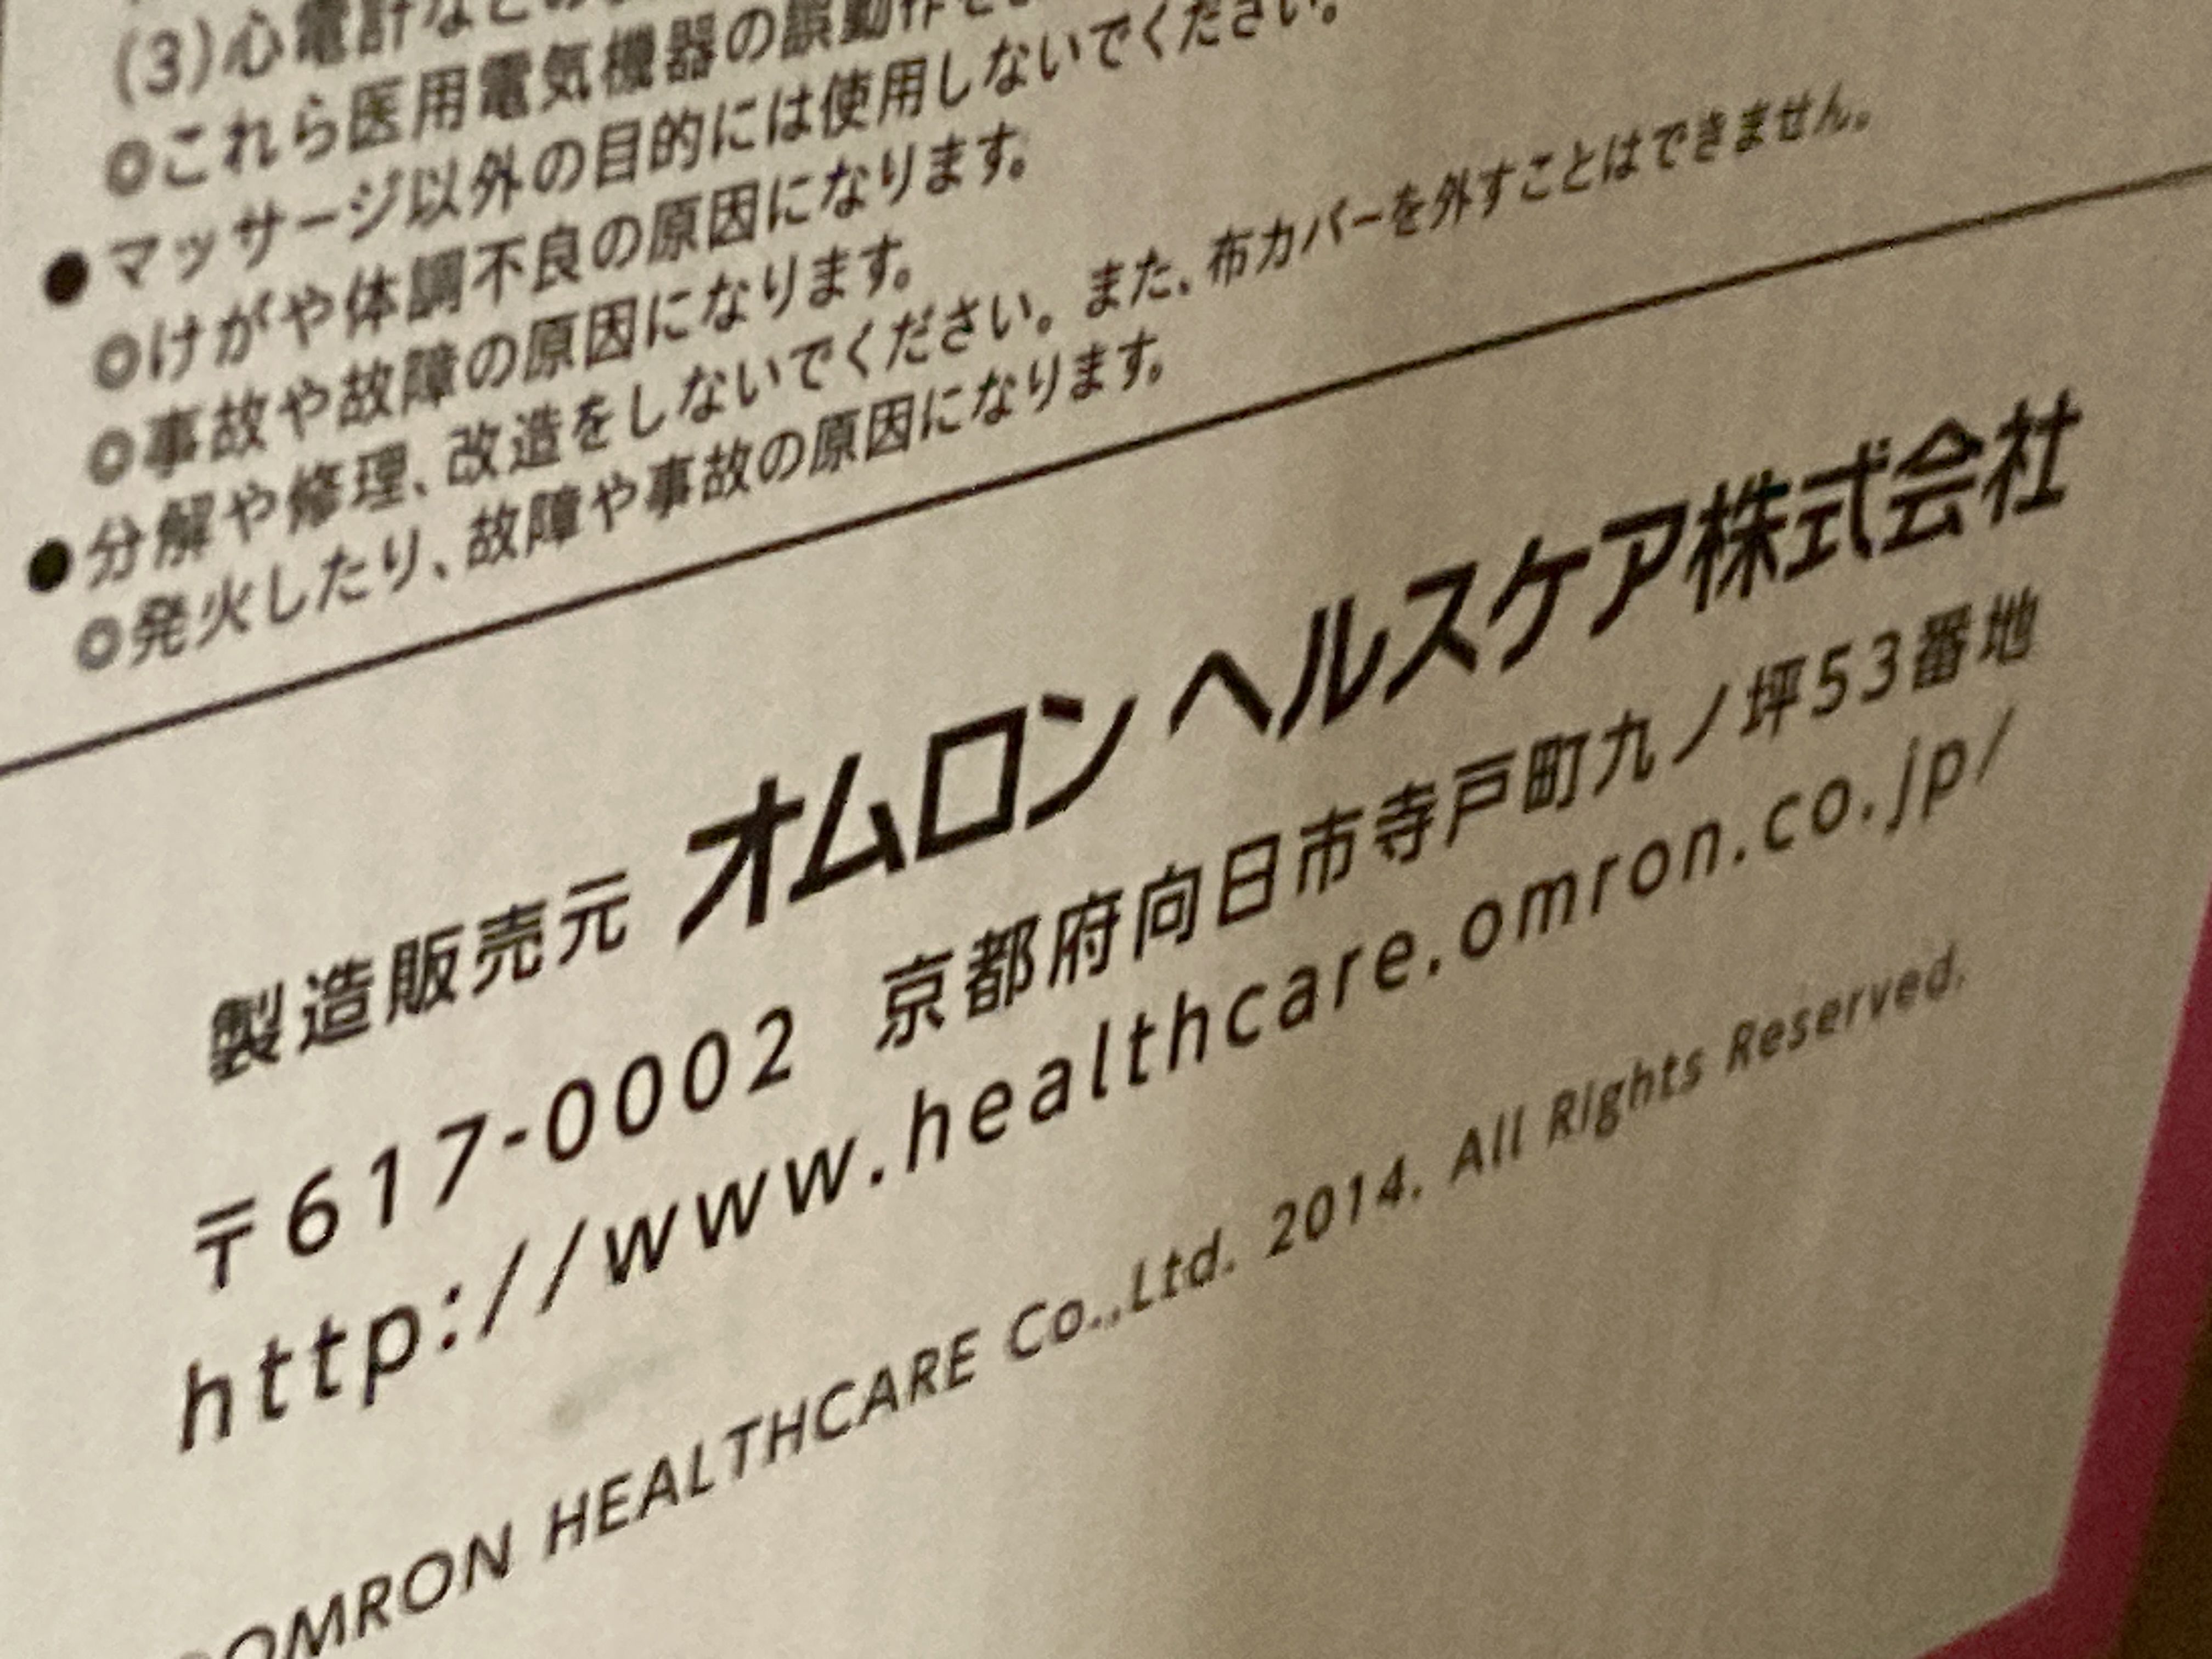 (3)心電計など
◎これら医用電気機器の誤動作を
●マッサージ以外の目的には使用しないでください。
◎けがや体調不良の原因になります。
◎事故や故障の原因になります。
●分解や修理、改造をしないでください。また、布カバーを外すことはできません。
◎発火したり、故障や事故の原因になります。
製造販売元 オムロン ヘルスケア株式会社
〒617-0002 京都府向日市寺戸町九ノ坪53番地
http://www.healthcare.omron.co.jp/
OMRON HEALTHCARE Co.,Ltd. 2014. All Rights Reserved.